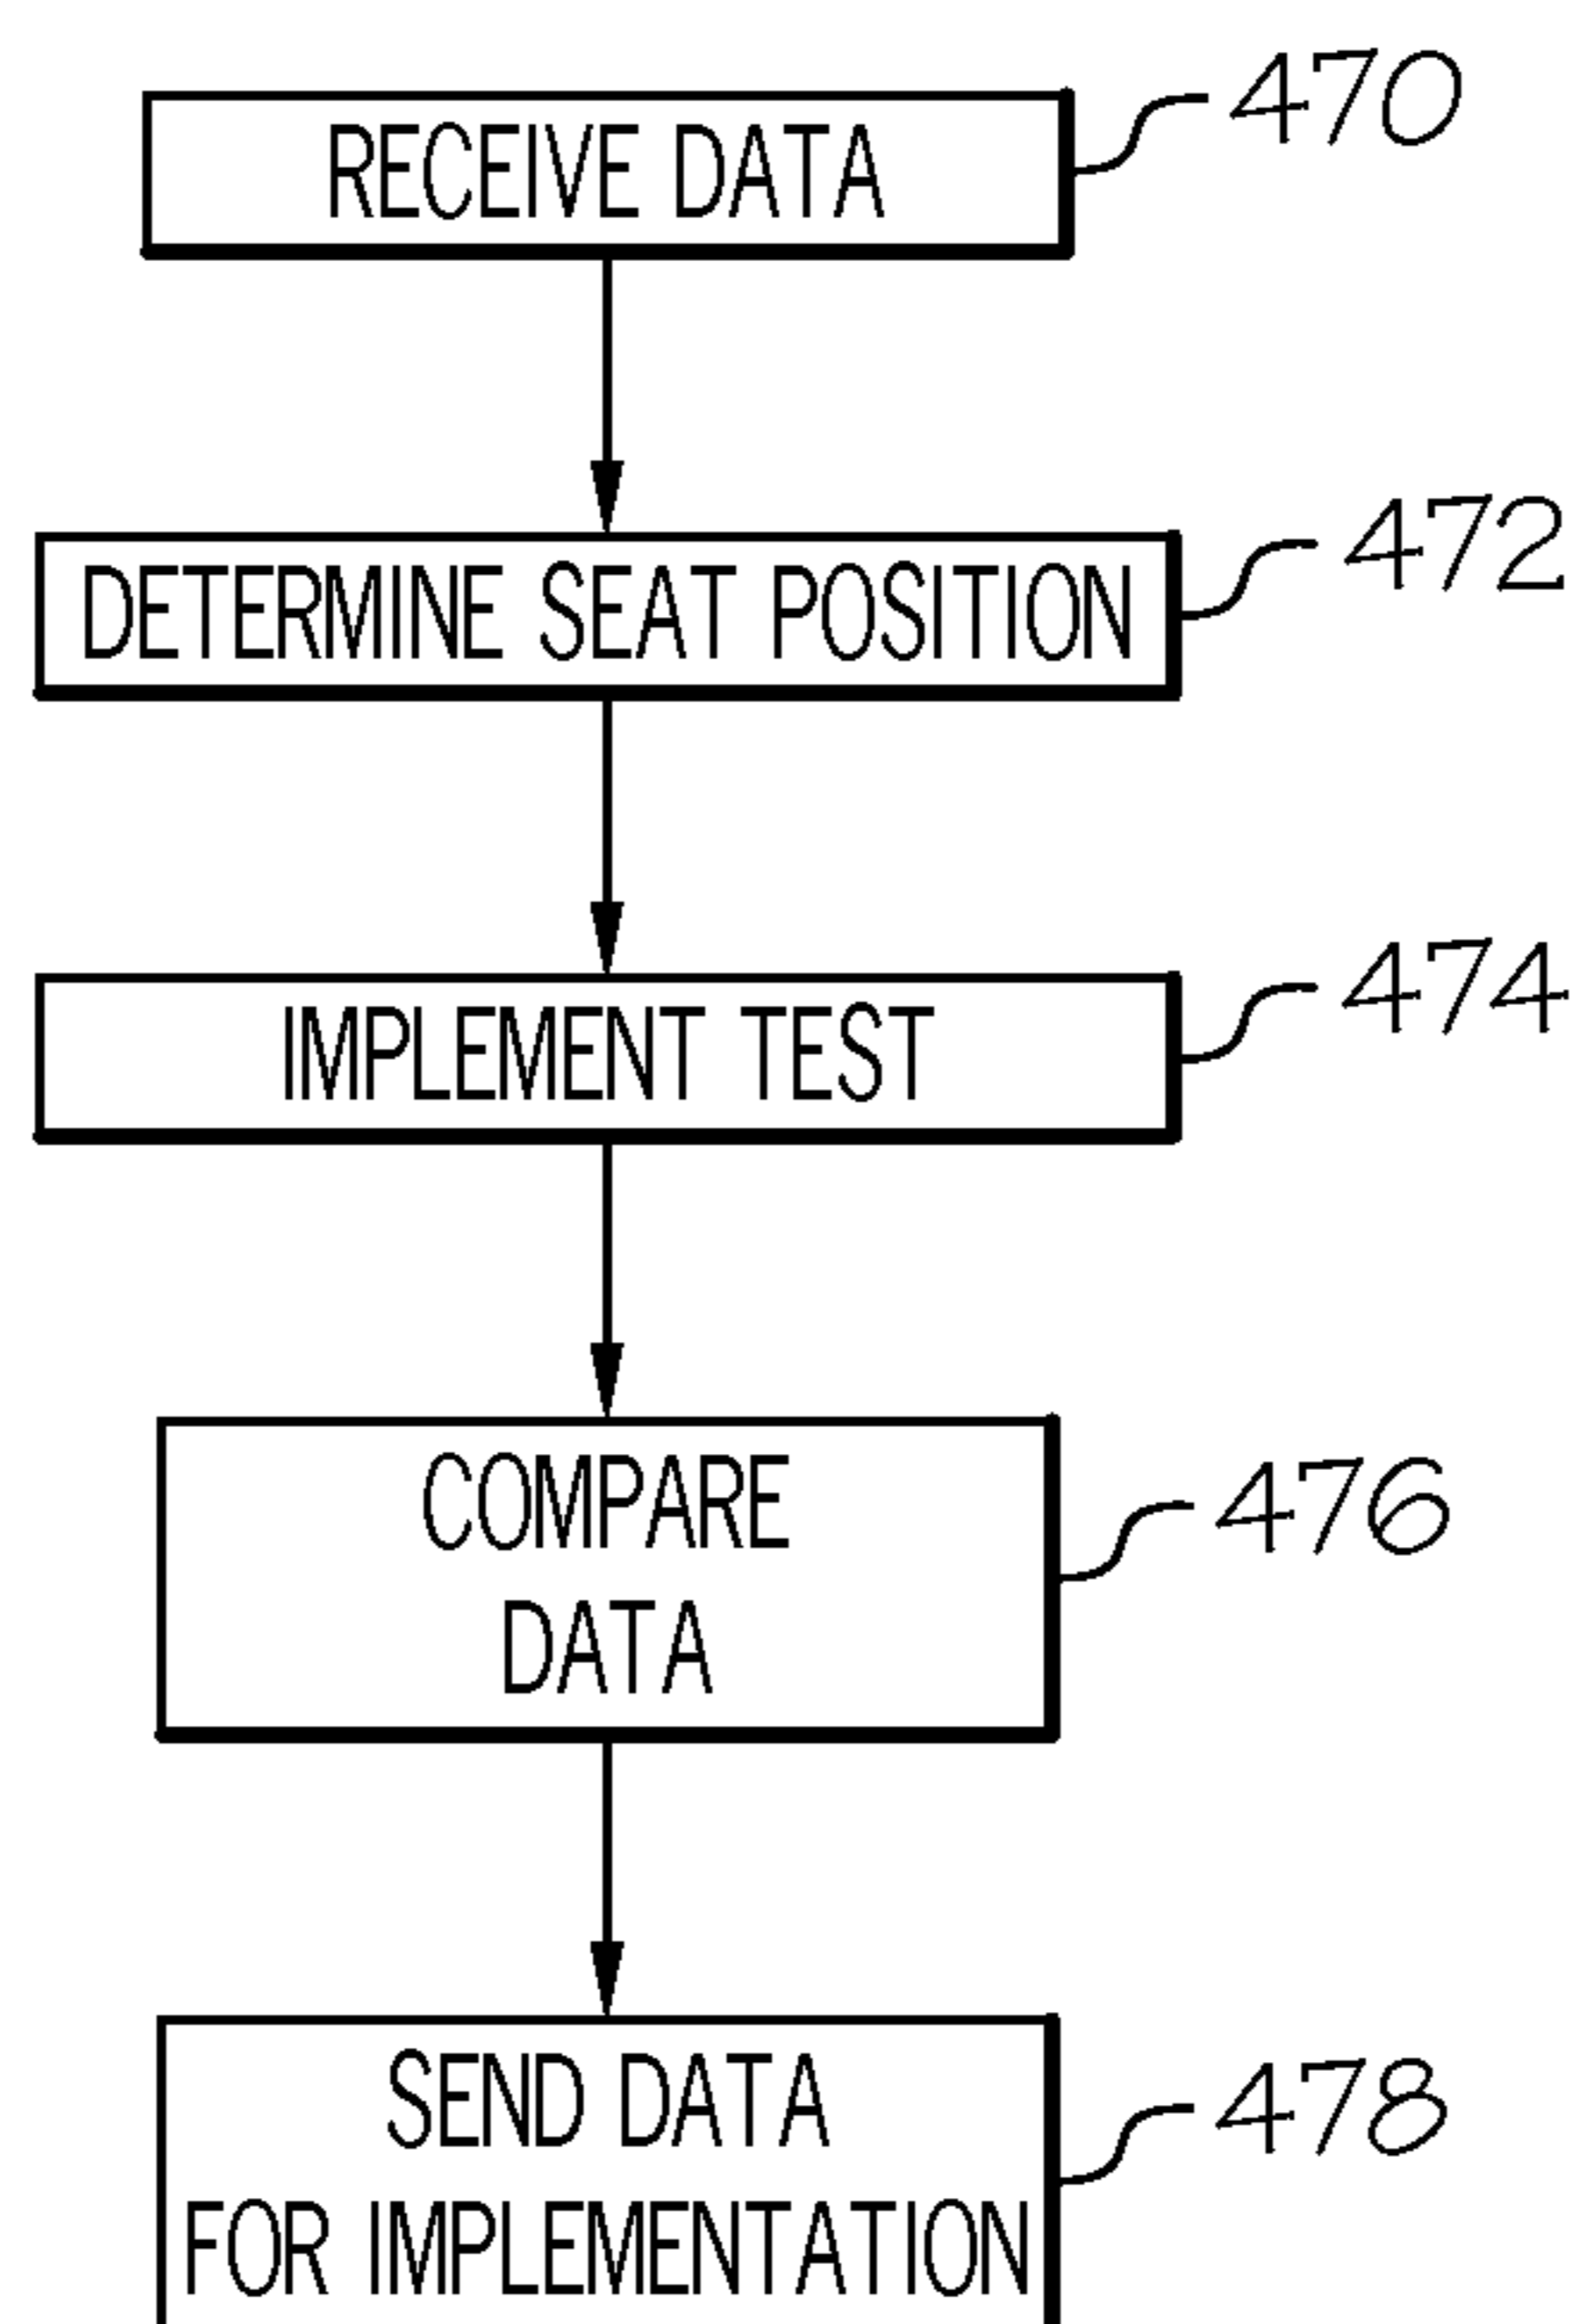 RECEIVE DATA
470
DETERMINE SEAT POSITION
472
IMPLEMENT TEST
474
COMPARE
DATA
476
SEND DATA
FOR IMPLEMENTATION
478